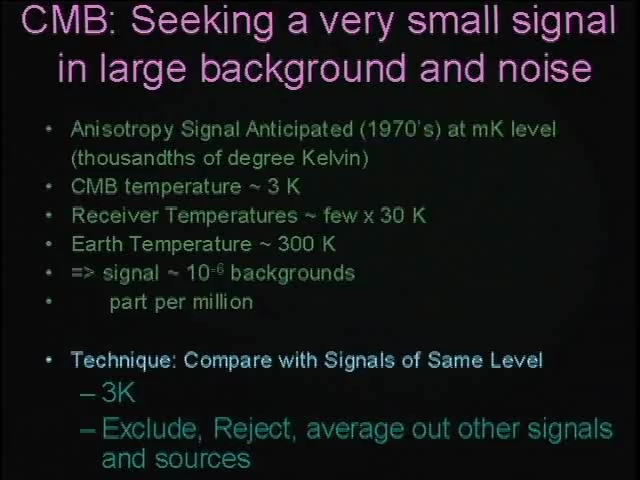 CMB: Seeking a very small signal
in large background and noise
• Anisotropy Signal Anticipated (1970's) at mK level
(thousandths of degree Kelvin)
• CMB temperature ~ 3 K
• Receiver Temperatures ~ few x 30 K
• Earth Temperature ~ 300 K
• => signal ~ 10⁻⁶ backgrounds
• part per million
• Technique: Compare with Signals of Same Level
– 3K
– Exclude, Reject, average out other signals
and sources